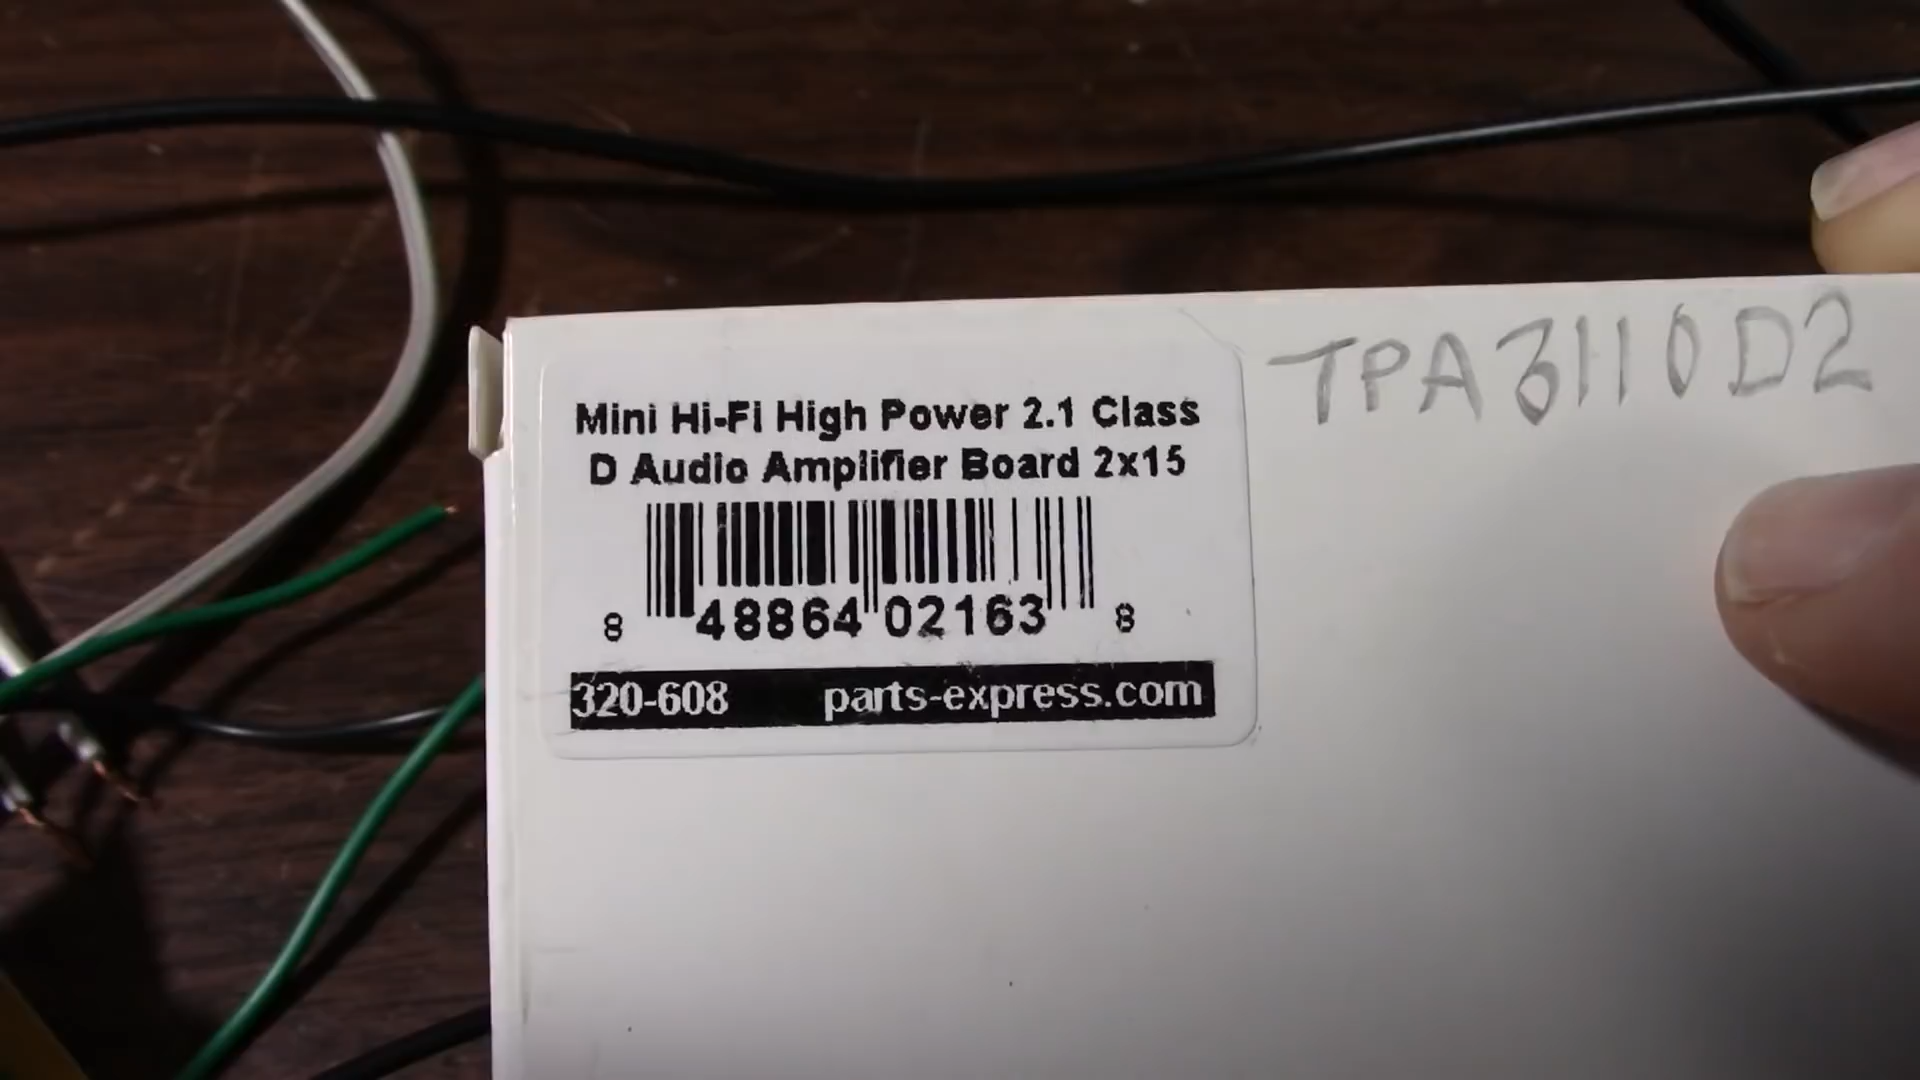 TPA3110D2
Mini Hi-Fi High Power 2.1 Class
D Audio Amplifier Board 2x15
8 48864 02163 8
320-608 parts-express.com